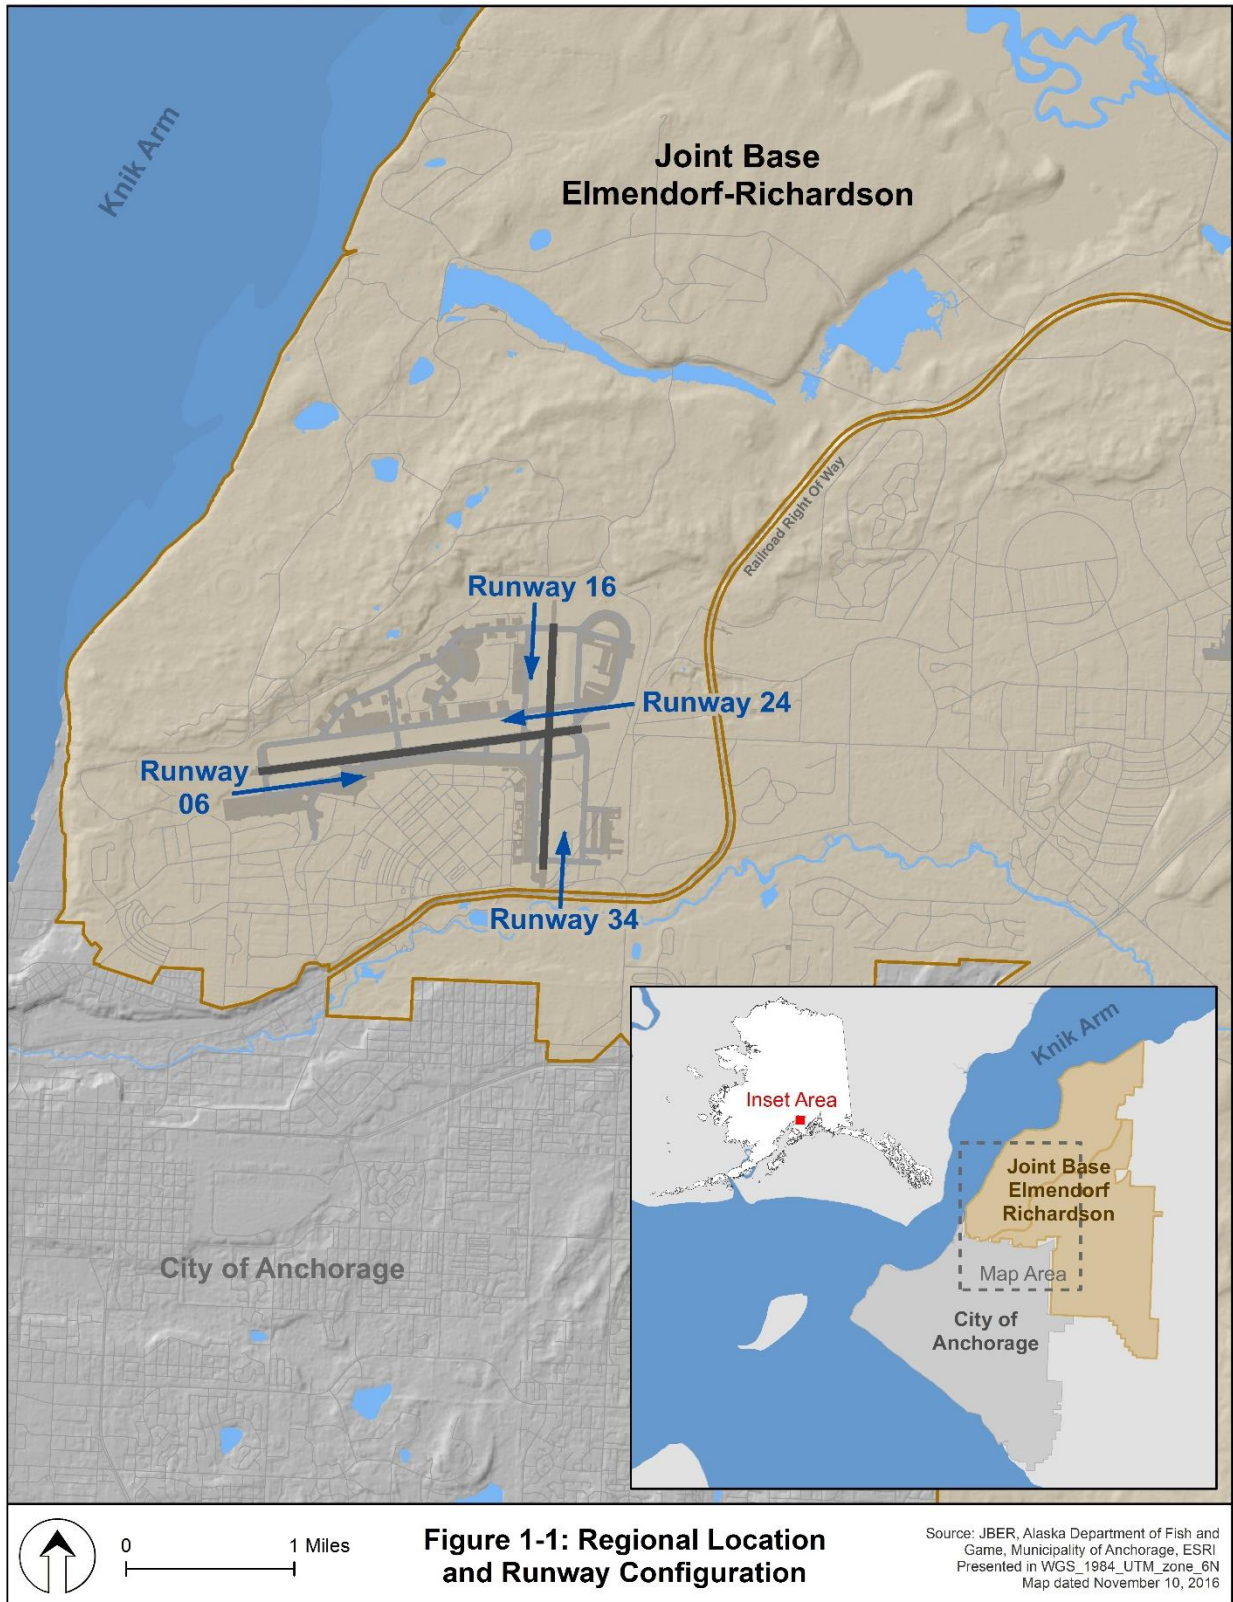 Knik Arm
Joint Base
Elmendorf-Richardson
Railroad Right Of Way
Runway 16
Runway 24
Runway
06
Runway 34
City of Anchorage
Knik Arm
Inset Area
Joint Base
Elmendorf
Richardson
Map Area
City of
Anchorage
0 1 Miles
Figure 1-1: Regional Location
and Runway Configuration
Source: JBER, Alaska Department of Fish and
Game, Municipality of Anchorage, ESRI
Presented in WGS_1984_UTM_zone_6N
Map dated November 10, 2016